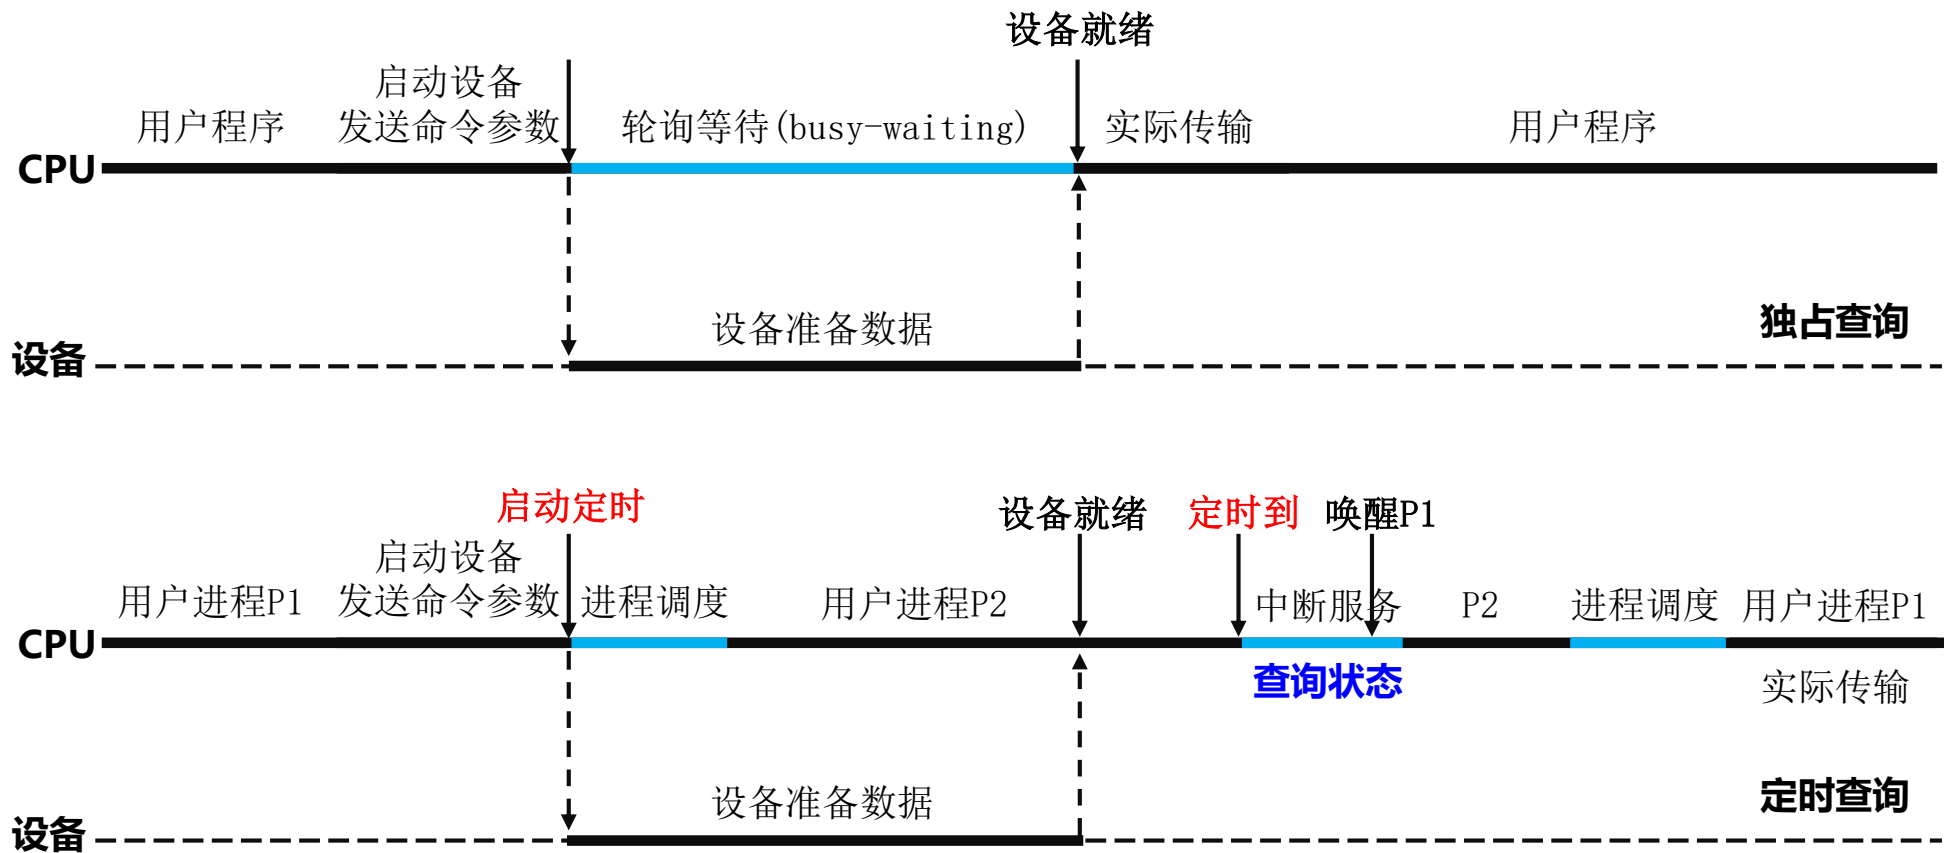 设备就绪
启动设备
用户程序 发送命令参数 轮询等待(busy-waiting) 实际传输 用户程序
CPU
设备准备数据 独占查询
设备
启动定时 设备就绪 定时到 唤醒P1
启动设备
用户进程P1 发送命令参数 进程调度 用户进程P2 中断服务 P2 进程调度 用户进程P1
CPU
查询状态 实际传输
设备准备数据 定时查询
设备